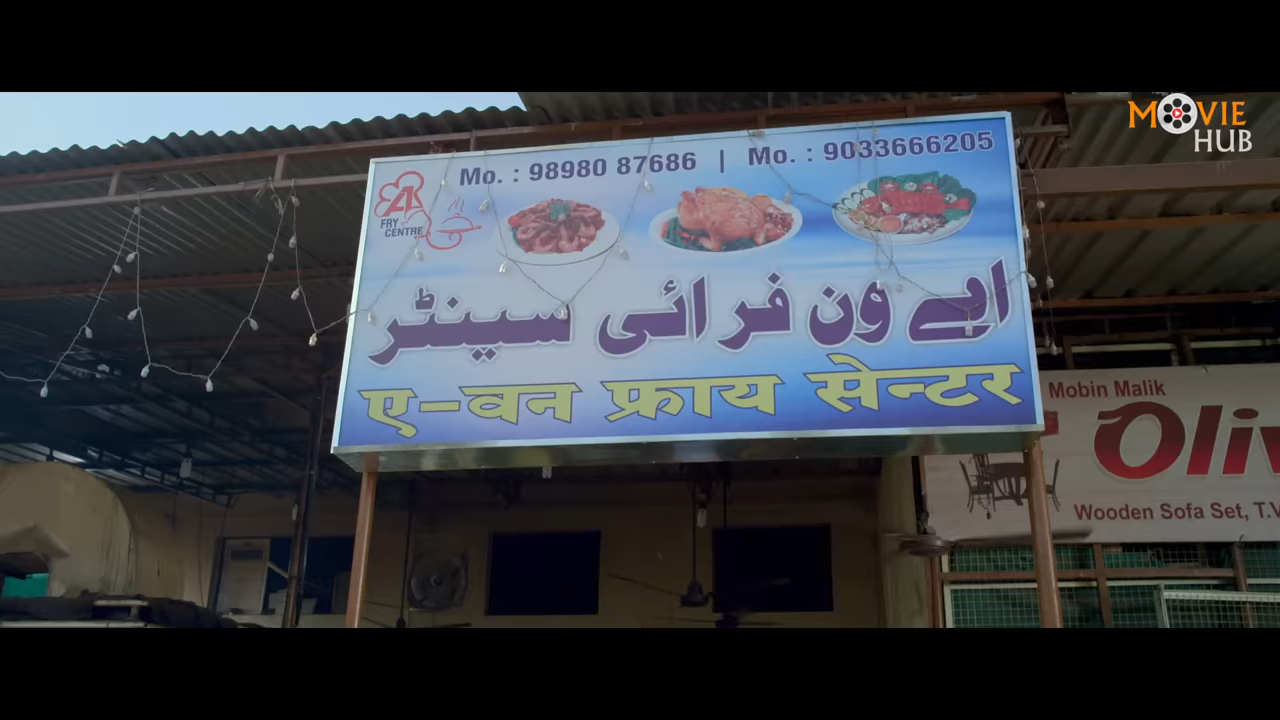 MOVIE
HUB
Mo. : 98980 87686 | Mo. : 9033666205
A1
FRY
CENTRE
اے ون فرائی سینٹر
ए-वन फ्राय सेन्टर
Mobin Malik
Oliv
Wooden Sofa Set, T.V